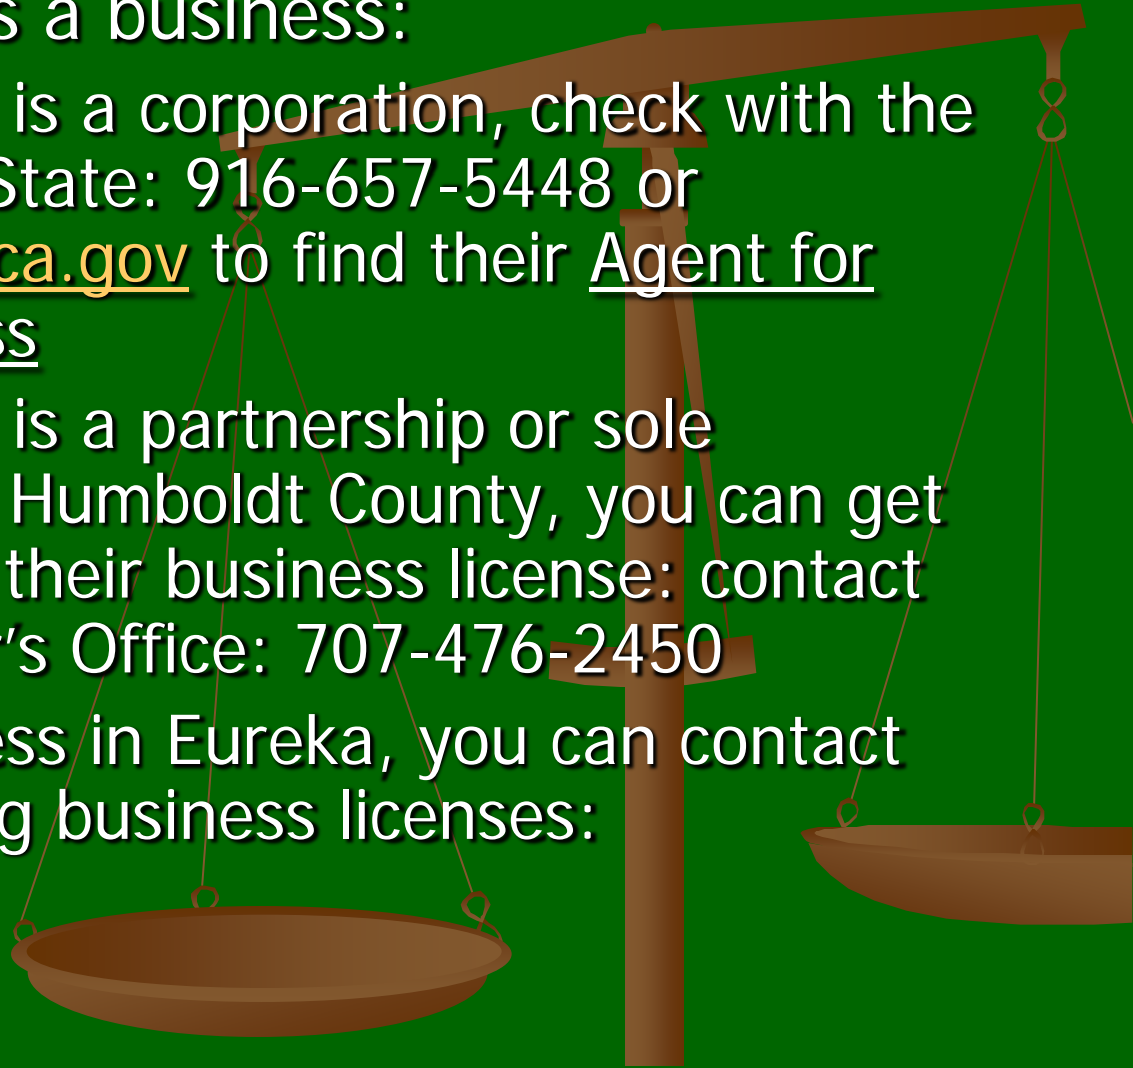 s a business:
is a corporation, check with the
State: 916-657-5448 or
ca.gov to find their Agent for
ss
is a partnership or sole
Humboldt County, you can get
their business license: contact
r’s Office: 707-476-2450
ess in Eureka, you can contact
g business licenses: